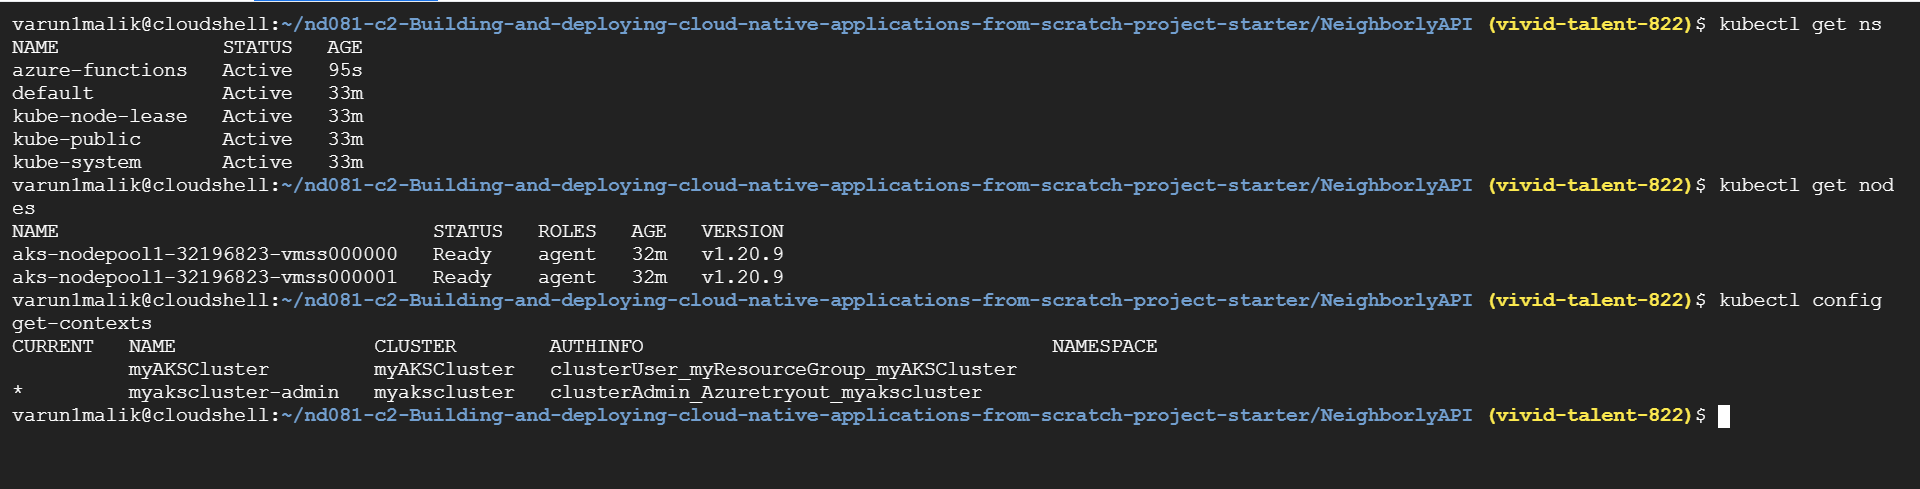 varun1malik@cloudshell:~/nd081-c2-Building-and-deploying-cloud-native-applications-from-scratch-project-starter/NeighborlyAPI (vivid-talent-822)$ kubectl get ns
NAME              STATUS   AGE
azure-functions   Active   95s
default           Active   33m
kube-node-lease   Active   33m
kube-public       Active   33m
kube-system       Active   33m
varun1malik@cloudshell:~/nd081-c2-Building-and-deploying-cloud-native-applications-from-scratch-project-starter/NeighborlyAPI (vivid-talent-822)$ kubectl get nod
es
NAME                                STATUS   ROLES   AGE   VERSION
aks-nodepool1-32196823-vmss000000   Ready    agent   32m   v1.20.9
aks-nodepool1-32196823-vmss000001   Ready    agent   32m   v1.20.9
varun1malik@cloudshell:~/nd081-c2-Building-and-deploying-cloud-native-applications-from-scratch-project-starter/NeighborlyAPI (vivid-talent-822)$ kubectl config
get-contexts
CURRENT   NAME                 CLUSTER        AUTHINFO                                   NAMESPACE
          myAKSCluster         myAKSCluster   clusterUser_myResourceGroup_myAKSCluster
*         myakscluster-admin   myakscluster   clusterAdmin_Azuretryout_myakscluster
varun1malik@cloudshell:~/nd081-c2-Building-and-deploying-cloud-native-applications-from-scratch-project-starter/NeighborlyAPI (vivid-talent-822)$